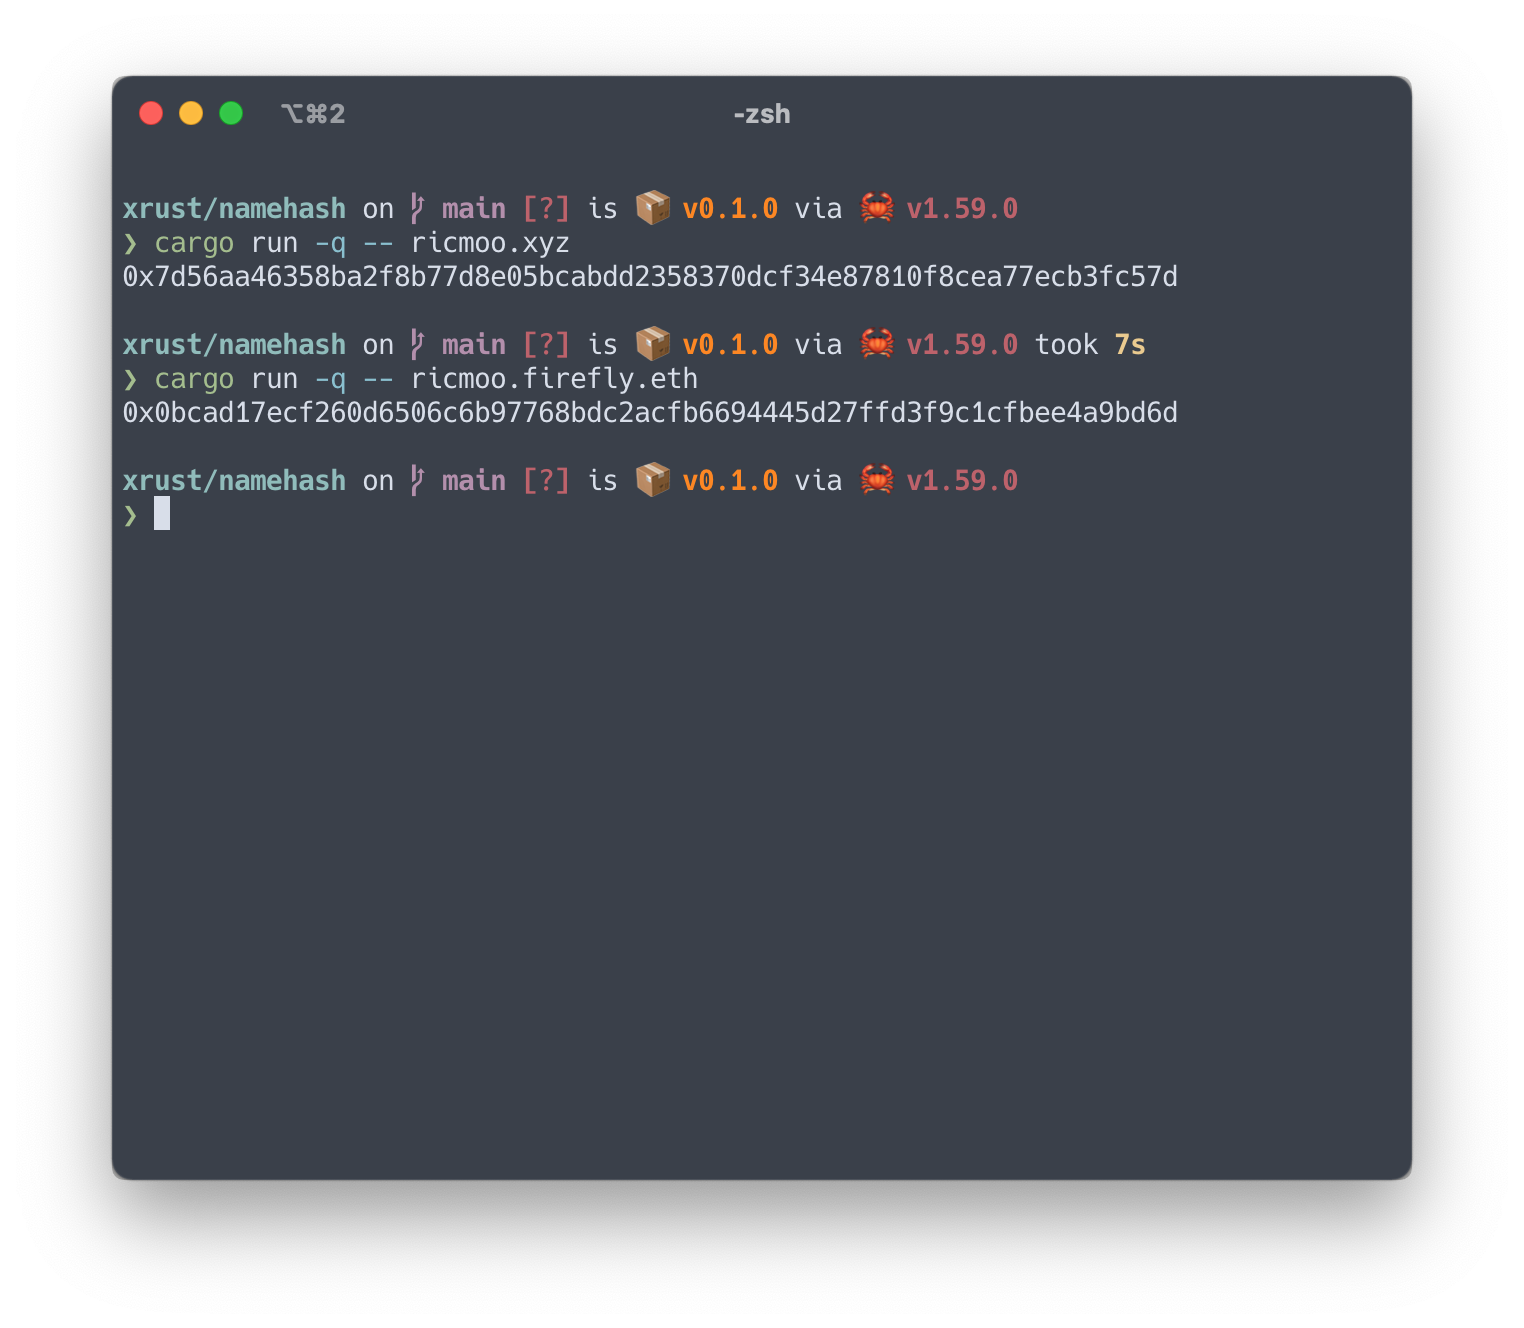 ⌥⌘2 -zsh
xrust/namehash on main [?] is 📦 v0.1.0 via 🦀 v1.59.0
❯ cargo run -q -- ricmoo.xyz
0x7d56aa46358ba2f8b77d8e05bcabdd2358370dcf34e87810f8cea77ecb3fc57d
xrust/namehash on main [?] is 📦 v0.1.0 via 🦀 v1.59.0 took 7s
❯ cargo run -q -- ricmoo.firefly.eth
0x0bcad17ecf260d6506c6b97768bdc2acfb6694445d27ffd3f9c1cfbee4a9bd6d
xrust/namehash on main [?] is 📦 v0.1.0 via 🦀 v1.59.0
❯